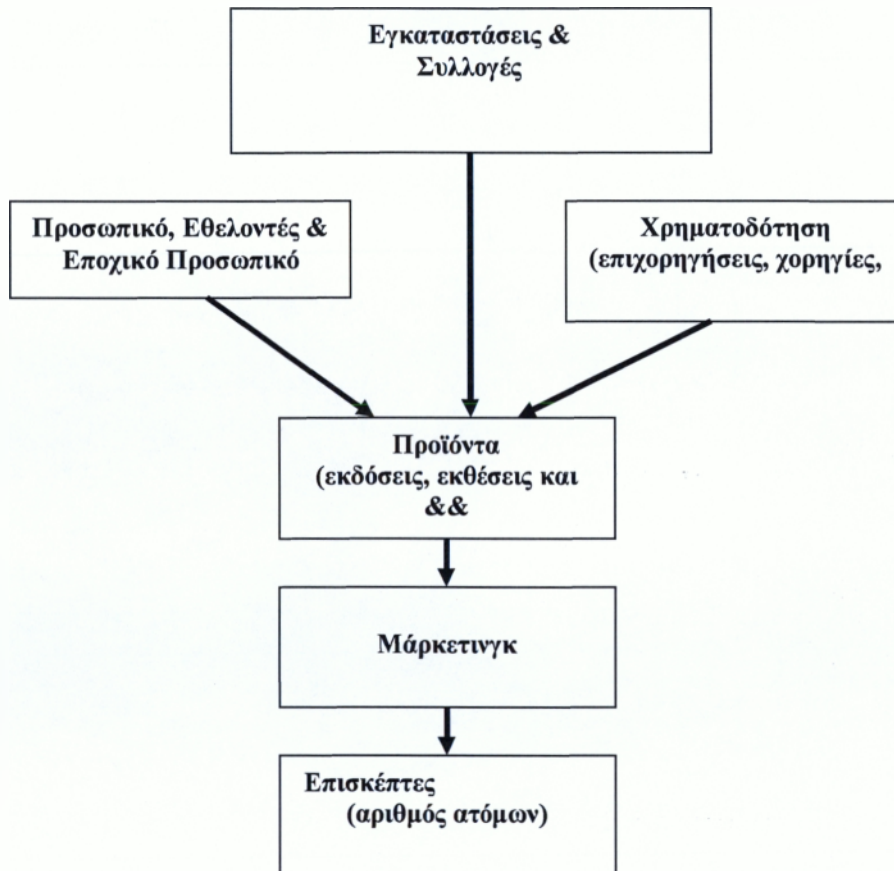 Εγκαταστάσεις &
Συλλογές
Προσωπικό, Εθελοντές &
Εποχικό Προσωπικό
Χρηματοδότηση
(επιχορηγήσεις, χορηγίες,
Προϊόντα
(εκδόσεις, εκθέσεις και
&&
Μάρκετινγκ
Επισκέπτες
(αριθμός ατόμων)